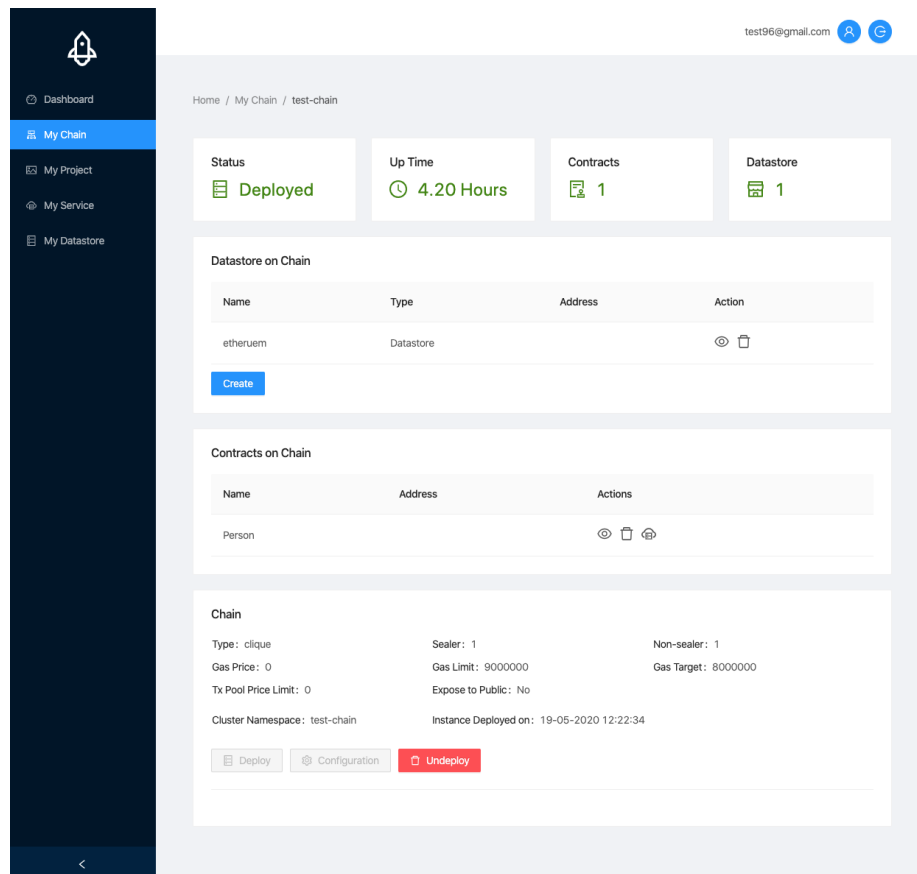 test96@gmail.com
Dashboard
My Chain
My Project
My Service
My Datastore
Home / My Chain / test-chain
Status
Deployed
Up Time
4.20 Hours
Contracts
1
Datastore
1
Datastore on Chain
Name Type Address Action
etheruem Datastore
Create
Contracts on Chain
Name Address Actions
Person
Chain
Type: clique Sealer: 1 Non-sealer: 1
Gas Price: 0 Gas Limit: 9000000 Gas Target: 8000000
Tx Pool Price Limit: 0 Expose to Public: No
Cluster Namespace: test-chain Instance Deployed on: 19-05-2020 12:22:34
Deploy Configuration Undeploy